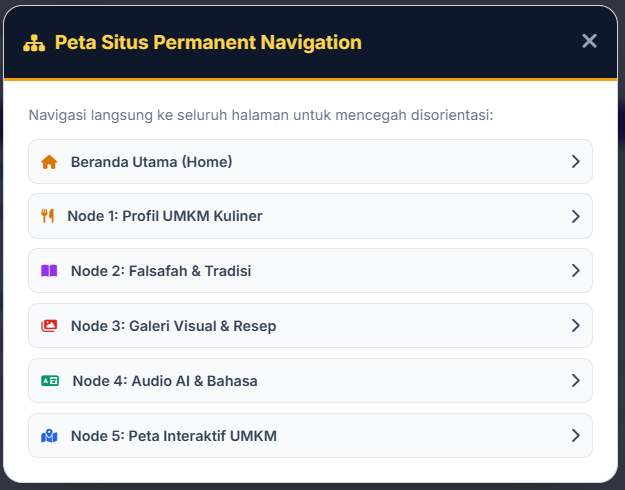 Peta Situs Permanent Navigation
Navigasi langsung ke seluruh halaman untuk mencegah disorientasi:
Beranda Utama (Home)
Node 1: Profil UMKM Kuliner
Node 2: Falsafah & Tradisi
Node 3: Galeri Visual & Resep
Node 4: Audio AI & Bahasa
Node 5: Peta Interaktif UMKM